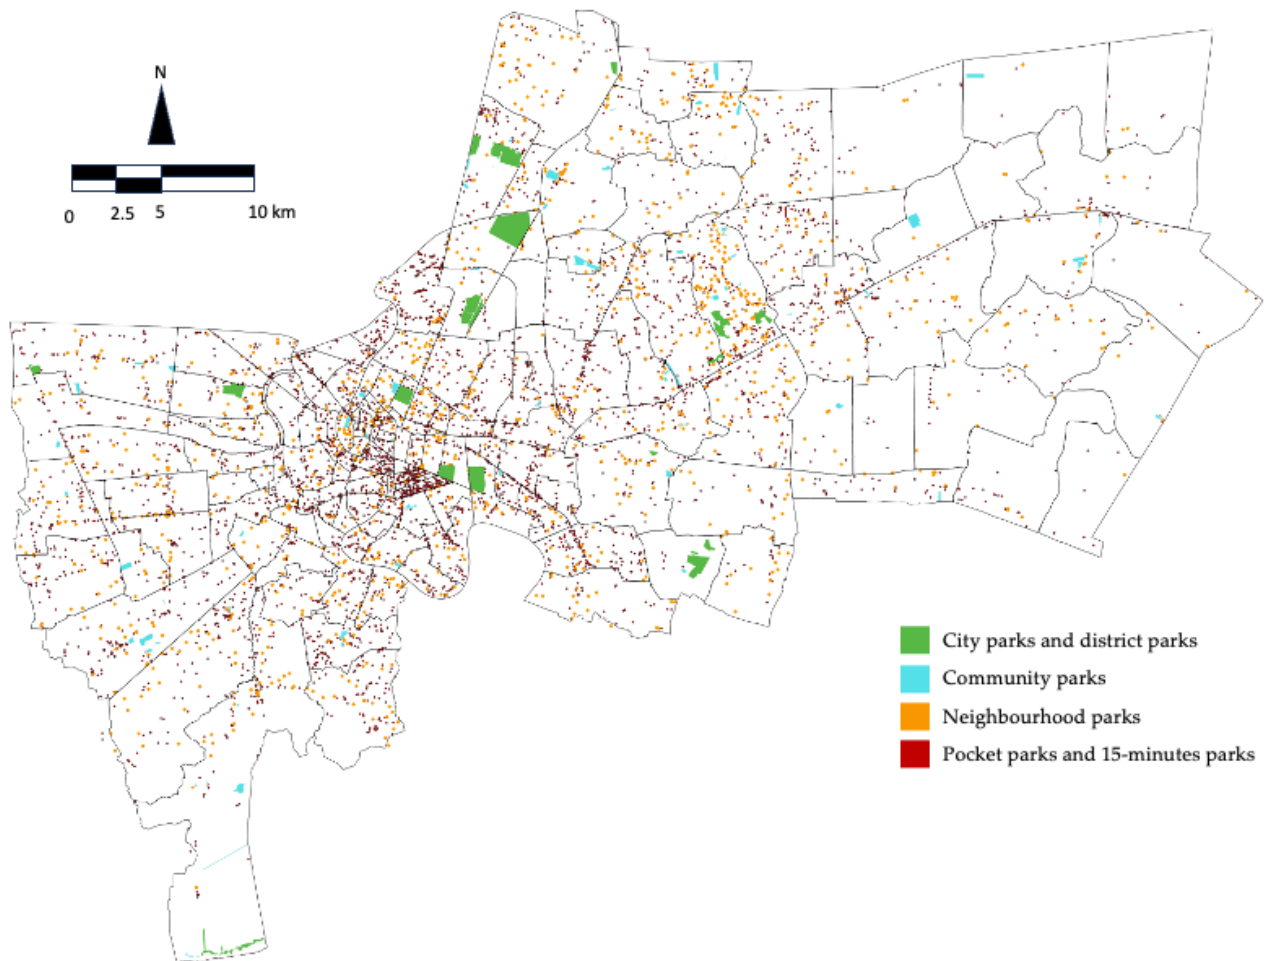 N
0 2.5 5 10 km
City parks and district parks
Community parks
Neighbourhood parks
Pocket parks and 15-minutes parks